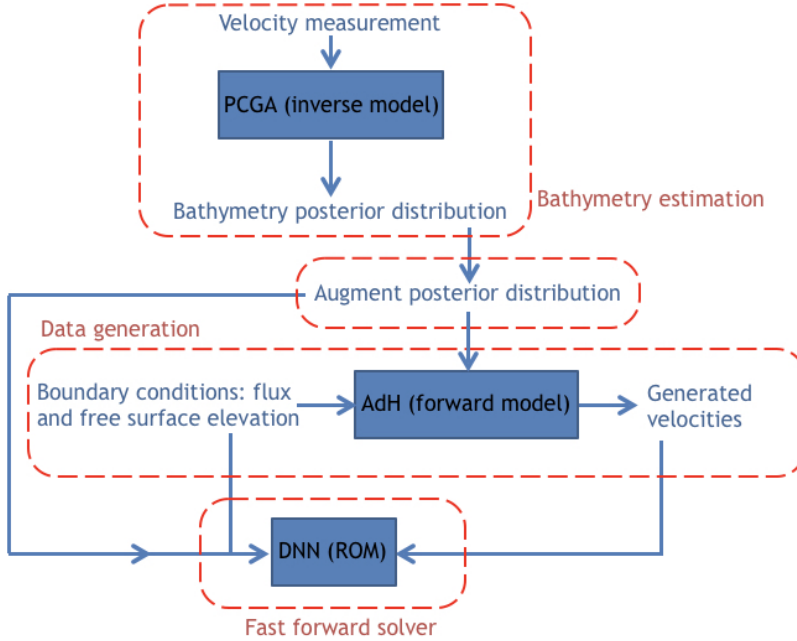 Velocity measurement
PCGA (inverse model)
Bathymetry posterior distribution
Bathymetry estimation
Augment posterior distribution
Data generation
Boundary conditions: flux
and free surface elevation
AdH (forward model)
Generated
velocities
DNN (ROM)
Fast forward solver